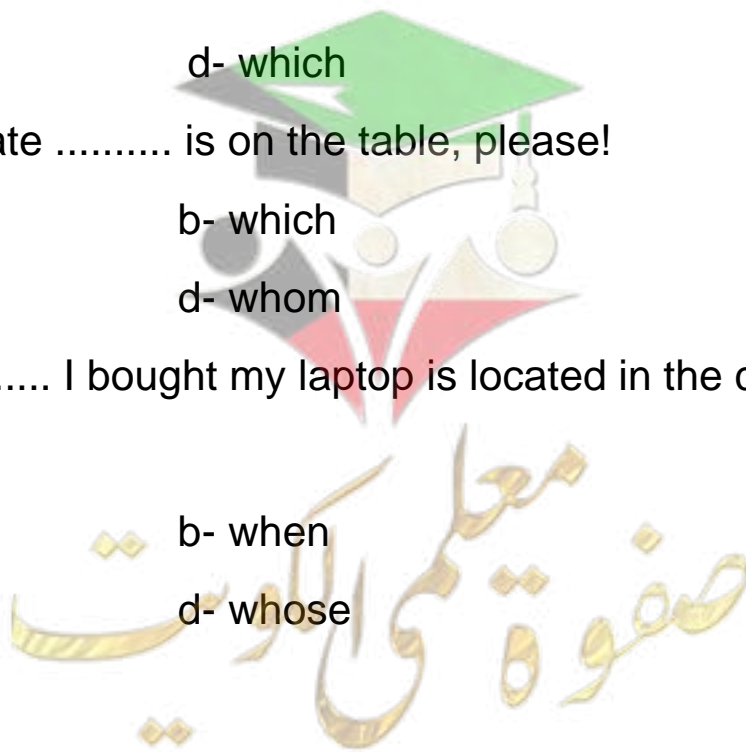 d- which
ate .......... is on the table, please!
b- which
d- whom
..... I bought my laptop is located in the c
b- when
d- whose
صفوة معلمى الكويت